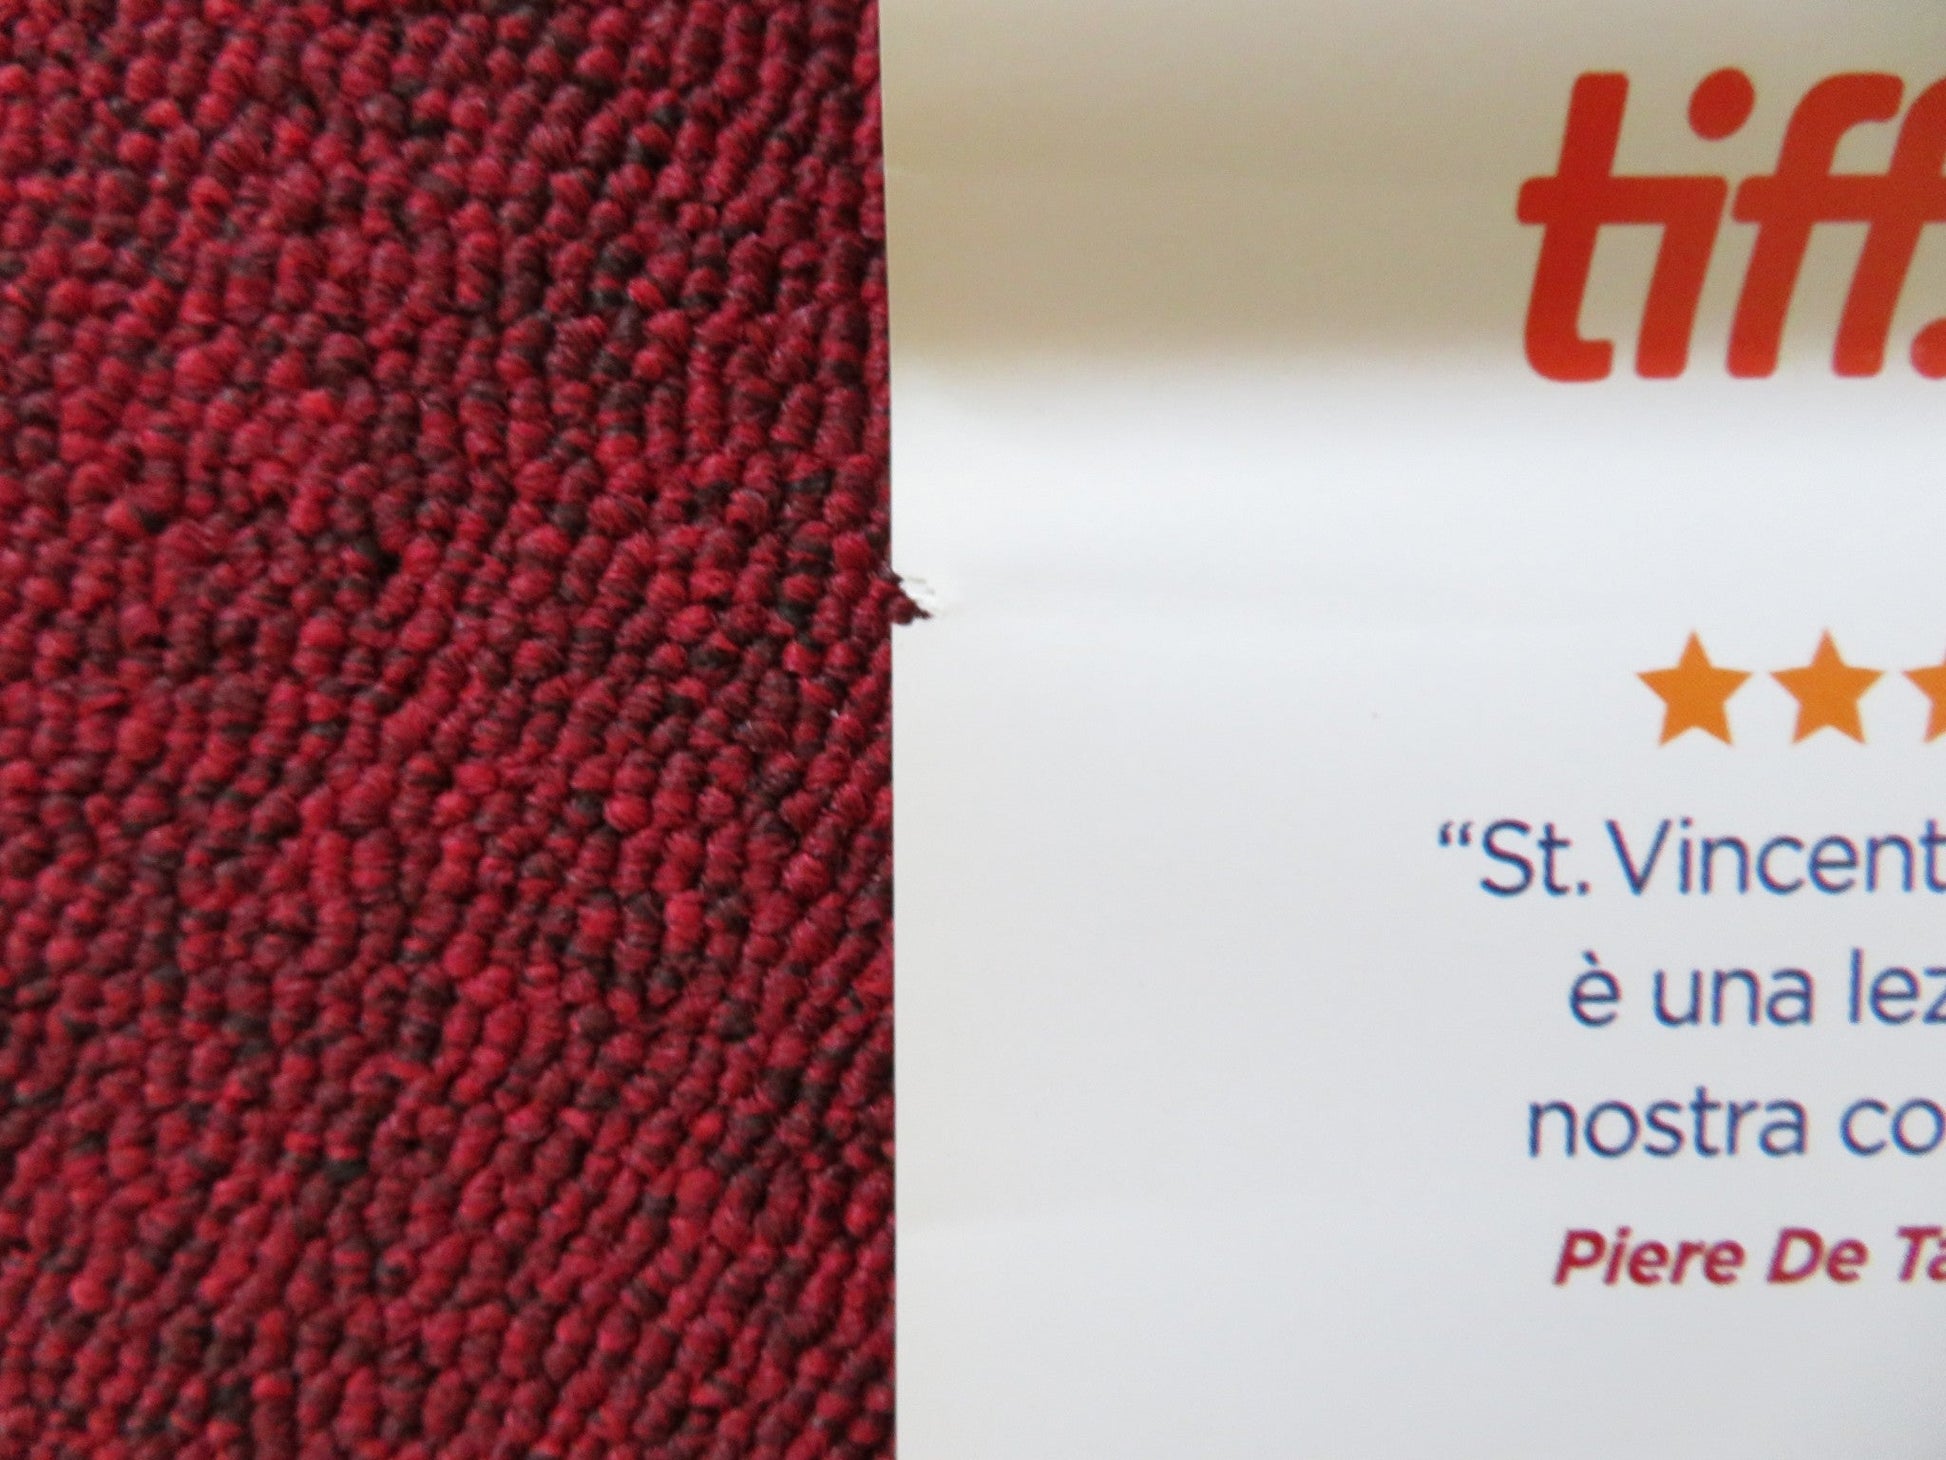 tiff.
“St. Vincent
è una lez
nostra co
Piere De Ta